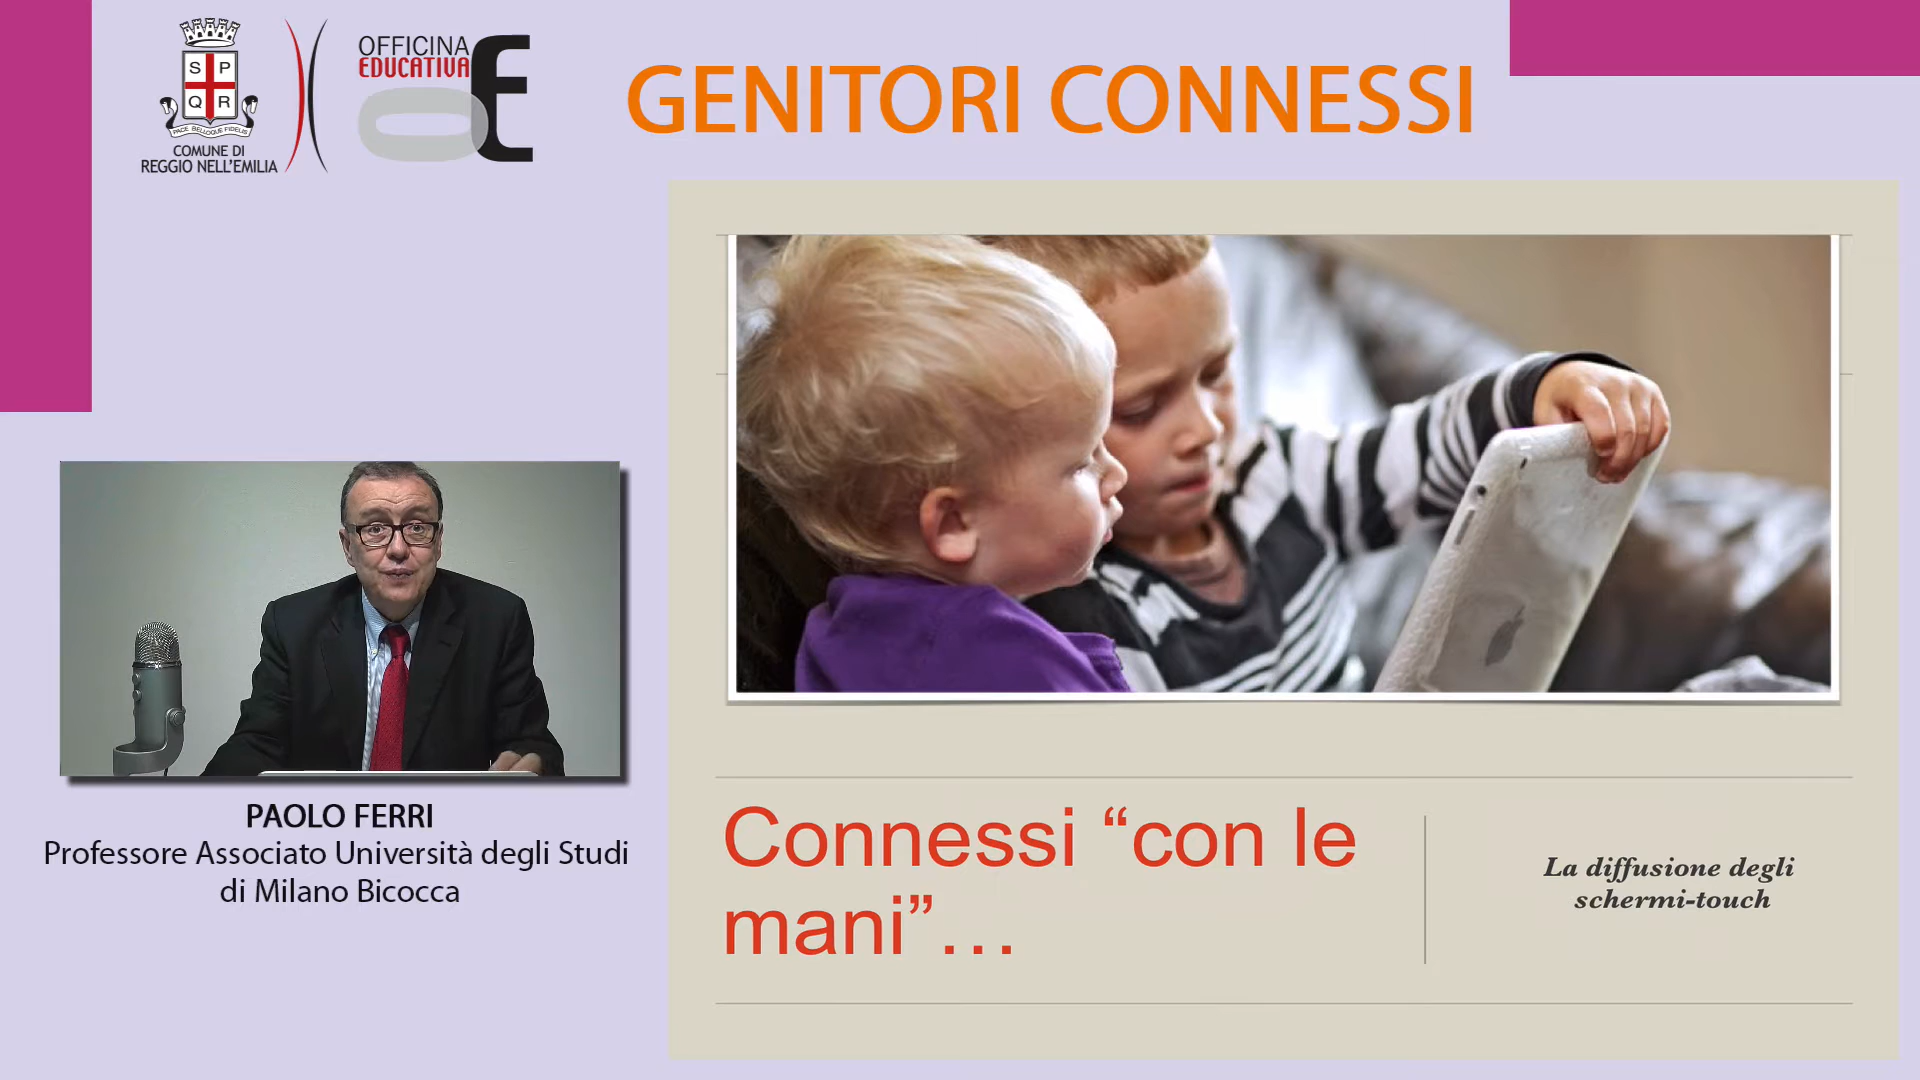 S P
Q R
PACE BELLOQUE FIDELIS
COMUNE DI
REGGIO NELL'EMILIA
OFFICINA
EDUCATIVA
OE
GENITORI CONNESSI
PAOLO FERRI
Professore Associato Università degli Studi
di Milano Bicocca
Connessi “con le
mani”…
La diffusione degli
schermi-touch